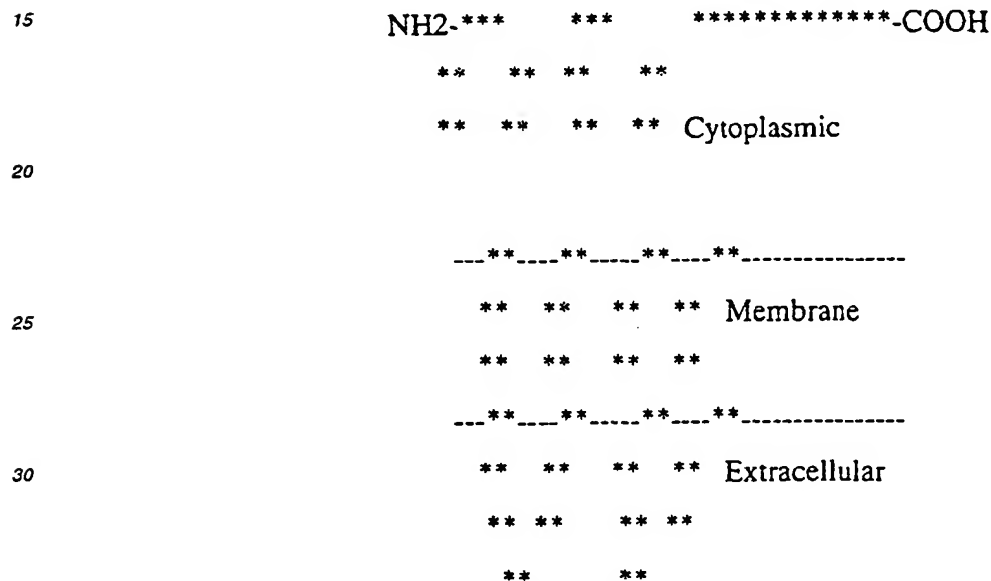 15 NH2-*** *** *************-COOH
** ** ** **
** ** ** ** Cytoplasmic
20
---**----**-----**----**----------------
** ** ** ** Membrane
25
** ** ** **
---**----**-----**----**----------------
30 ** ** ** ** Extracellular
** ** ** **
** **